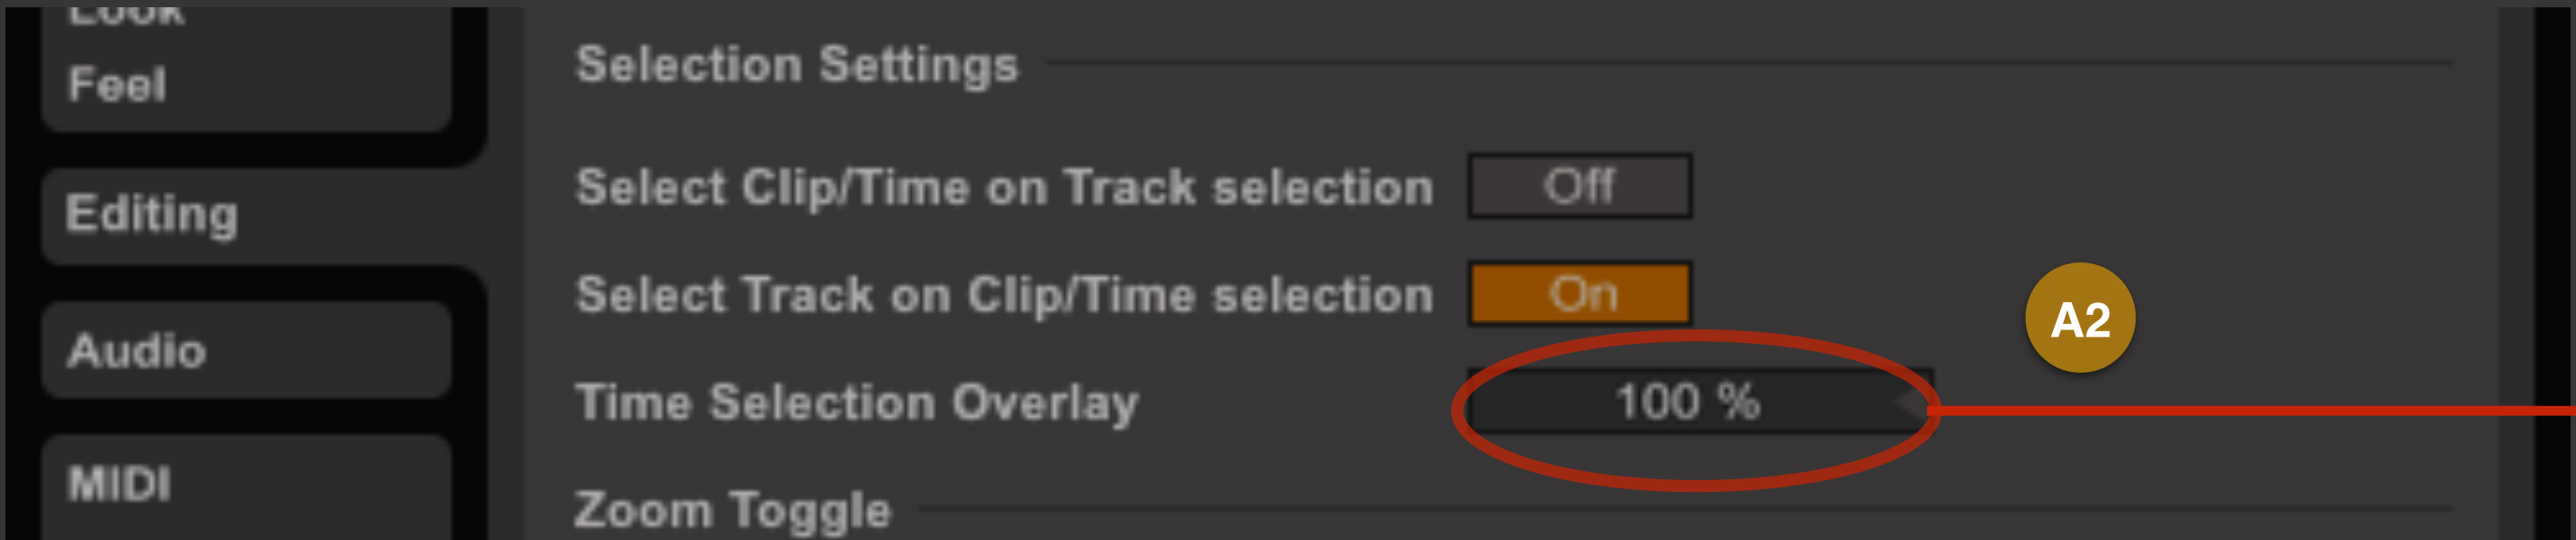 Look
Feel
Editing
Audio
MIDI
Selection Settings
Select Clip/Time on Track selection Off
Select Track on Clip/Time selection On
A2
Time Selection Overlay 100 %
Zoom Toggle